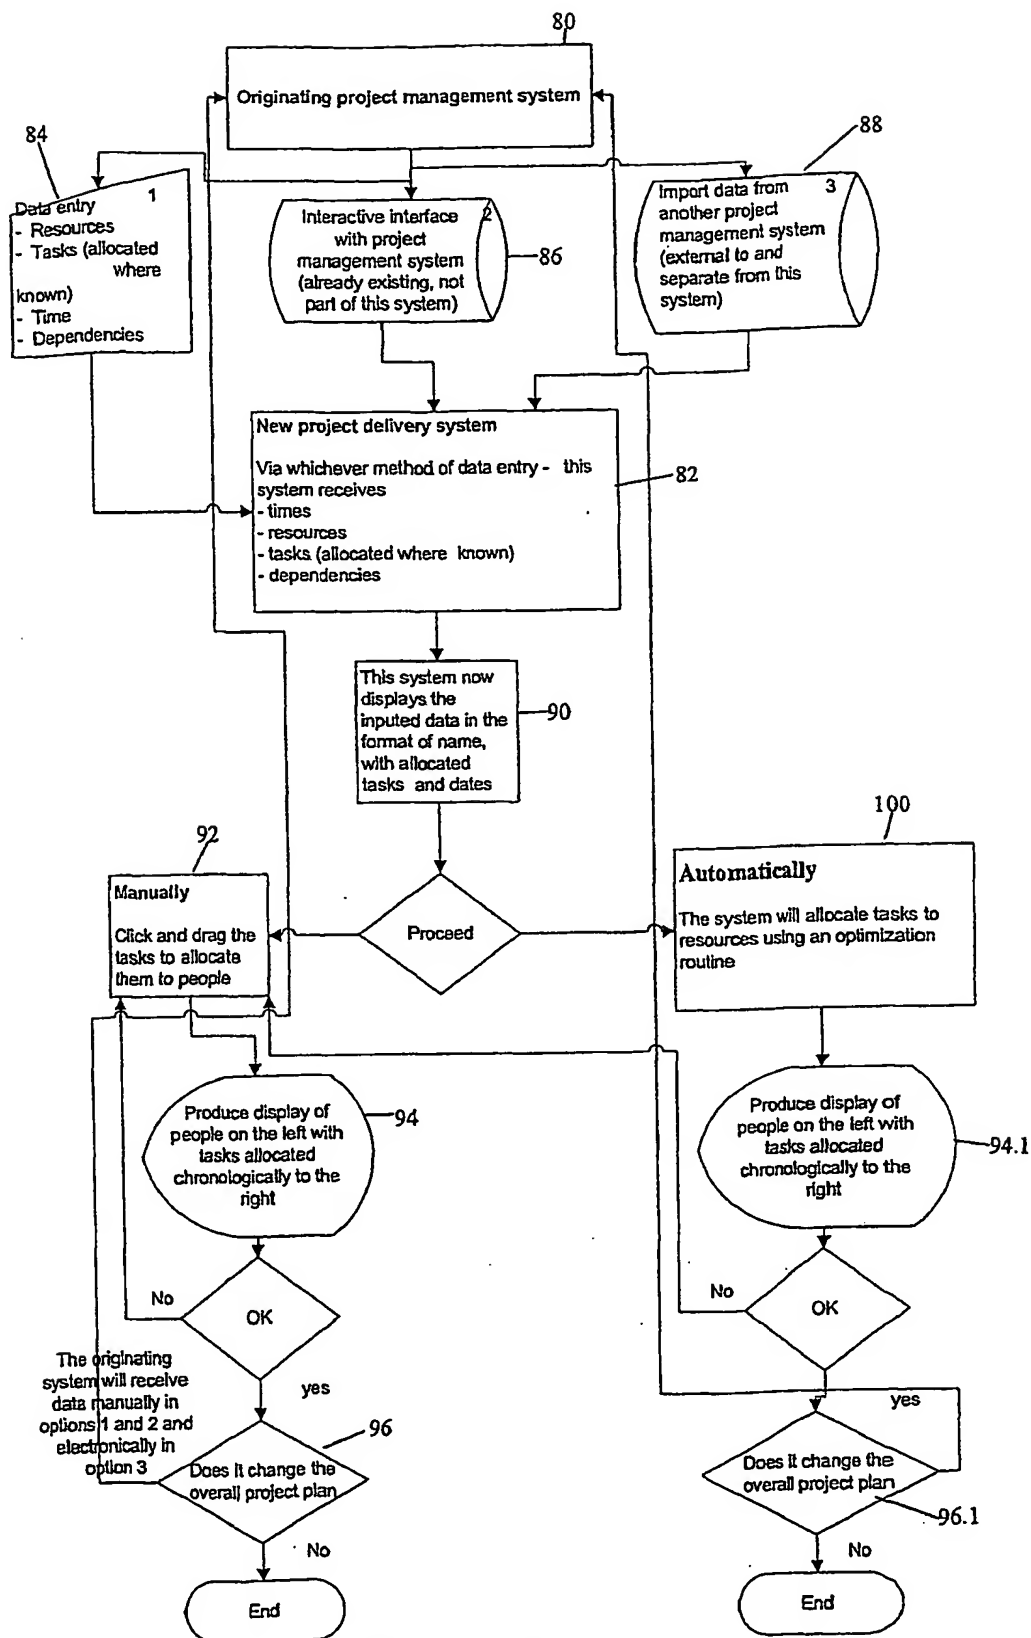 80
Originating project management system
84
88
1
Data entry
- Resources
- Tasks (allocated
where
known)
- Time
- Dependencies
2
Interactive interface
with project
management system
(already existing, not
part of this system)
86
3
Import data from
another project
management system
(external to and
separate from this
system)
New project delivery system
Via whichever method of data entry - this
system receives
- times
- resources
- tasks (allocated where known)
- dependencies
82
This system now
displays the
inputed data in the
format of name,
with allocated
tasks and dates
90
92
Manually
Click and drag the
tasks to allocate
them to people
Proceed
100
Automatically
The system will allocate tasks to
resources using an optimization
routine
Produce display of
people on the left with
tasks allocated
chronologically to the
right
94
Produce display of
people on the left with
tasks allocated
chronologically to the
right
94.1
No
OK
No
OK
The originating
system will receive
data manually in
options 1 and 2 and
electronically in
option 3
yes
yes
96
Does it change the
overall project plan
Does it change the
overall project plan
96.1
No
No
End
End